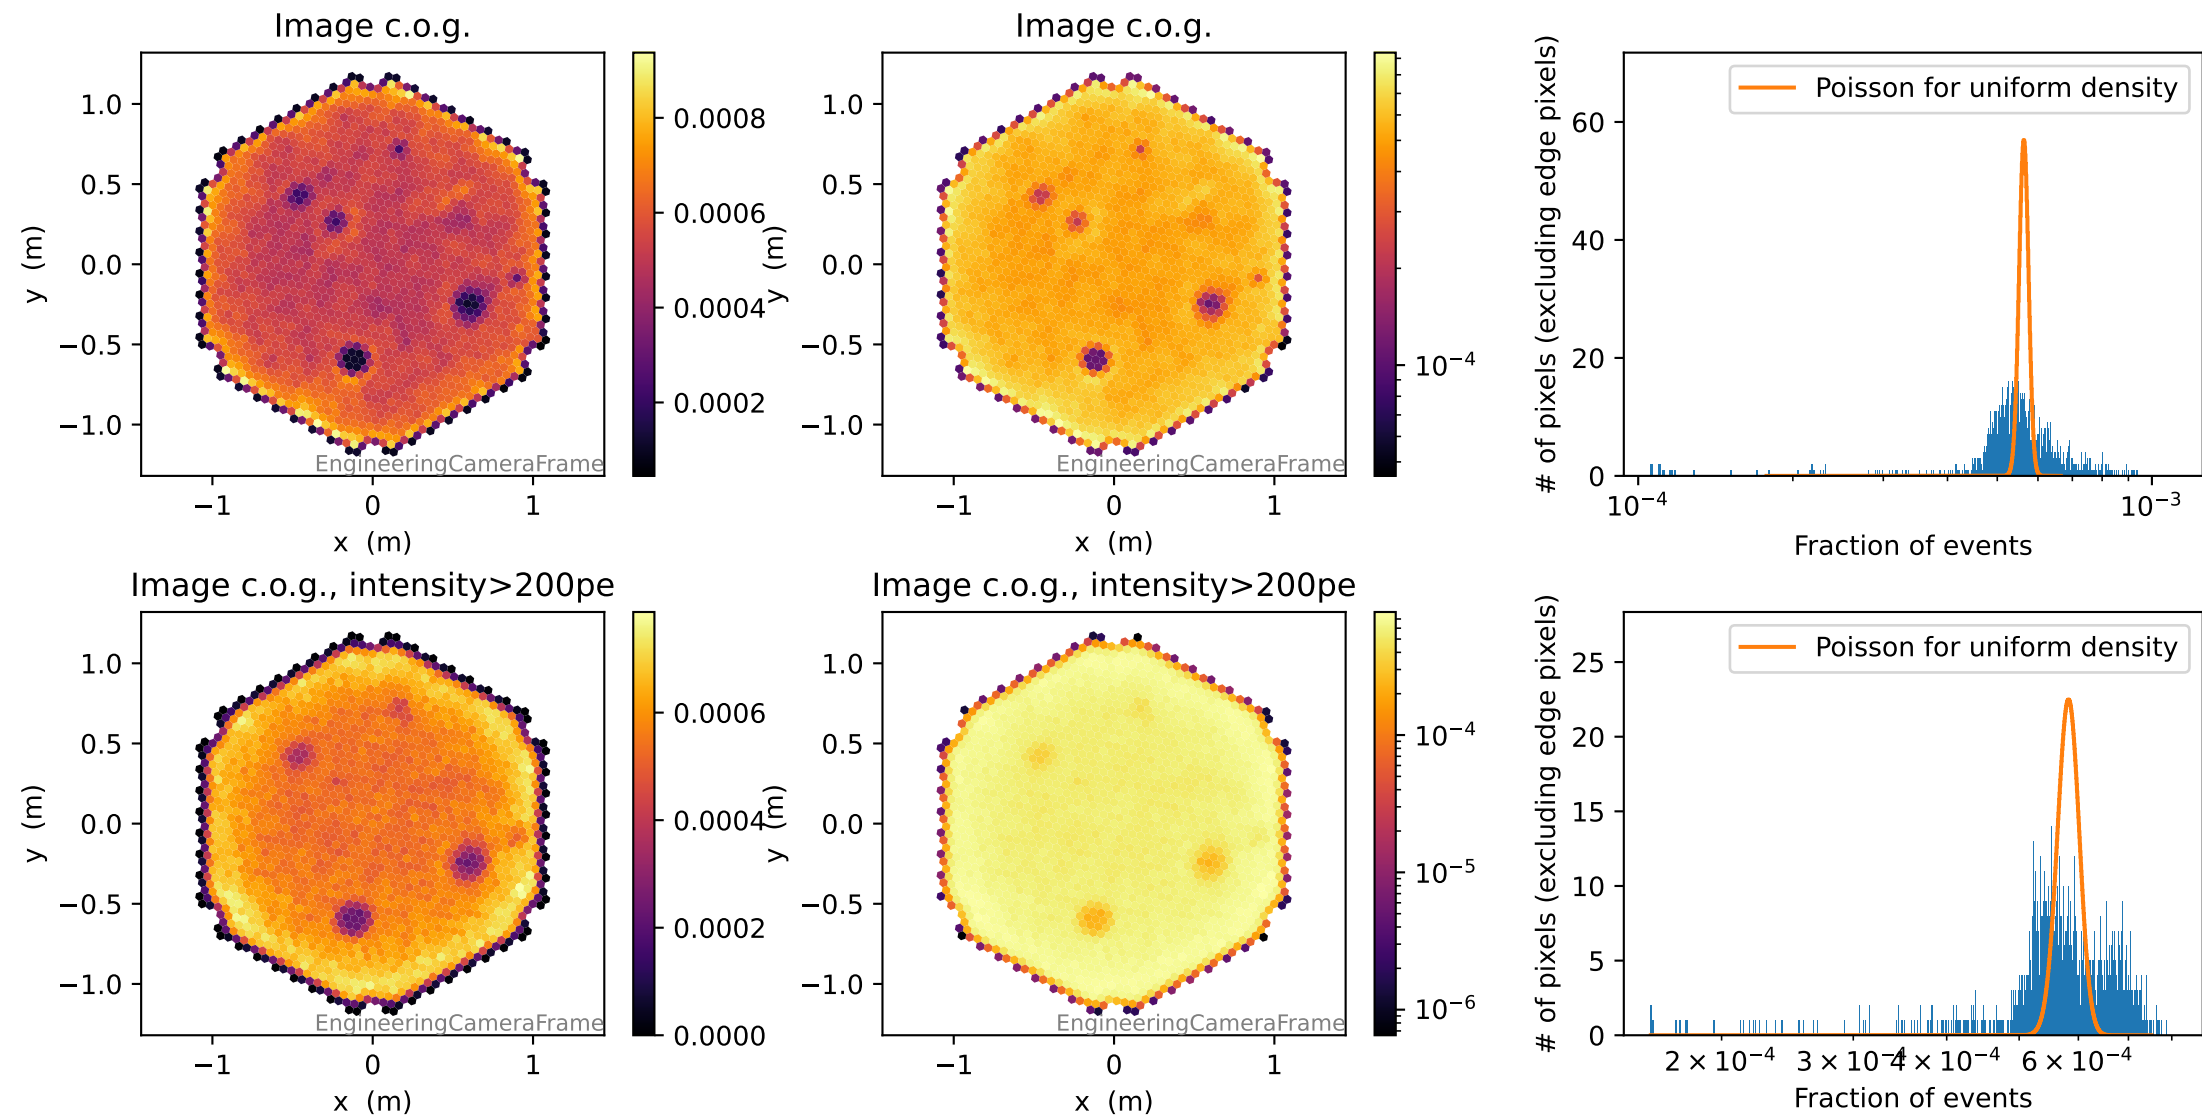 Image c.o.g.
1.0
0.5
0.0
−0.5
−1.0
−1
0
1
y (m)
x (m)
EngineeringCameraFrame
0.0008
0.0006
0.0004
0.0002
Image c.o.g.
1.0
0.5
0.0
−0.5
−1.0
−1
0
1
y (m)
x (m)
EngineeringCameraFrame
10⁻⁴
Poisson for uniform density
# of pixels (excluding edge pixels)
60
40
20
0
10⁻⁴
10⁻³
Fraction of events
Image c.o.g., intensity>200pe
1.0
0.5
0.0
−0.5
−1.0
−1
0
1
y (m)
x (m)
EngineeringCameraFrame
0.0006
0.0004
0.0002
0.0000
Image c.o.g., intensity>200pe
1.0
0.5
0.0
−0.5
−1.0
−1
0
1
y (m)
x (m)
EngineeringCameraFrame
10⁻⁴
10⁻⁵
10⁻⁶
Poisson for uniform density
# of pixels (excluding edge pixels)
25
20
15
10
5
0
2 × 10⁻⁴
3 × 10⁻⁴
4 × 10⁻⁴
6 × 10⁻⁴
Fraction of events